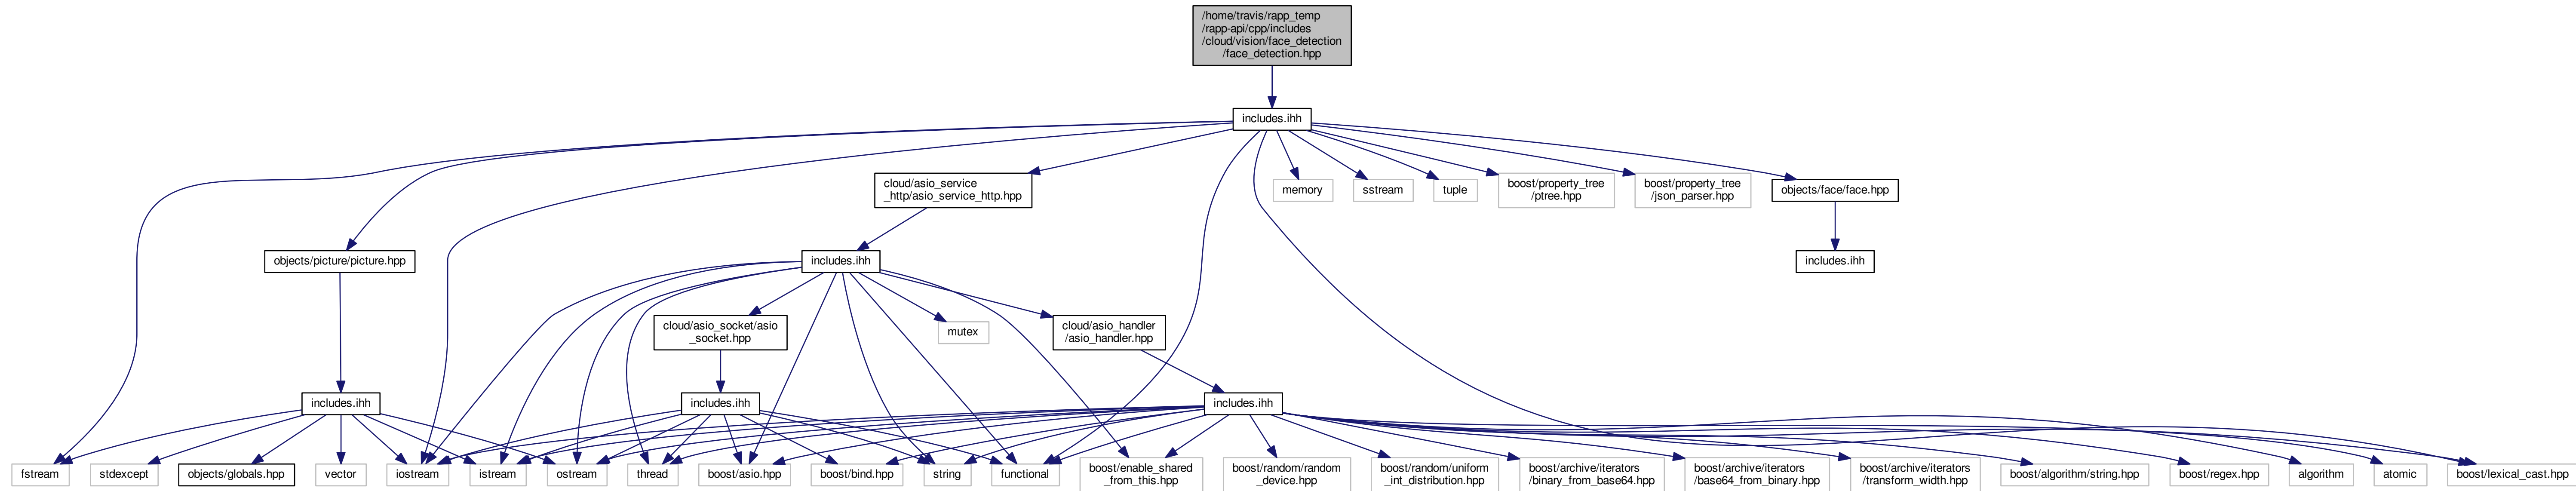 /home/travis/rapp_temp
/rapp-api/cpp/includes
/cloud/vision/face_detection
/face_detection.hpp
includes.ihh
cloud/asio_service
_http/asio_service_http.hpp
memory
sstream
tuple
boost/property_tree
/ptree.hpp
boost/property_tree
/json_parser.hpp
objects/face/face.hpp
objects/picture/picture.hpp
includes.ihh
includes.ihh
cloud/asio_socket/asio
_socket.hpp
mutex
cloud/asio_handler
/asio_handler.hpp
includes.ihh
includes.ihh
includes.ihh
fstream
stdexcept
objects/globals.hpp
vector
iostream
istream
ostream
thread
boost/asio.hpp
boost/bind.hpp
string
functional
boost/enable_shared
_from_this.hpp
boost/random/random
_device.hpp
boost/random/uniform
_int_distribution.hpp
boost/archive/iterators
/binary_from_base64.hpp
boost/archive/iterators
/base64_from_binary.hpp
boost/archive/iterators
/transform_width.hpp
boost/algorithm/string.hpp
boost/regex.hpp
algorithm
atomic
boost/lexical_cast.hpp